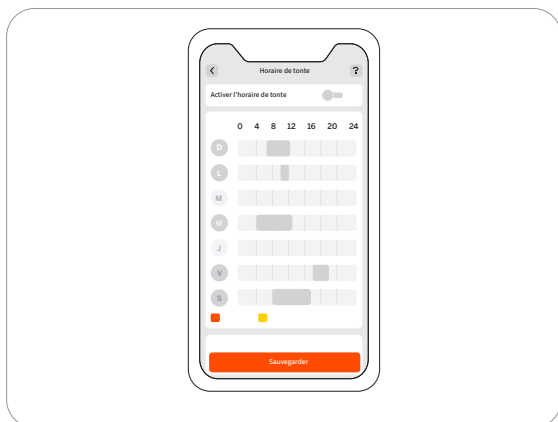 Horaire de tonte ?
Activer l'horaire de tonte
0 4 8 12 16 20 24
D
L
M
M
J
V
S
Sauvegarder